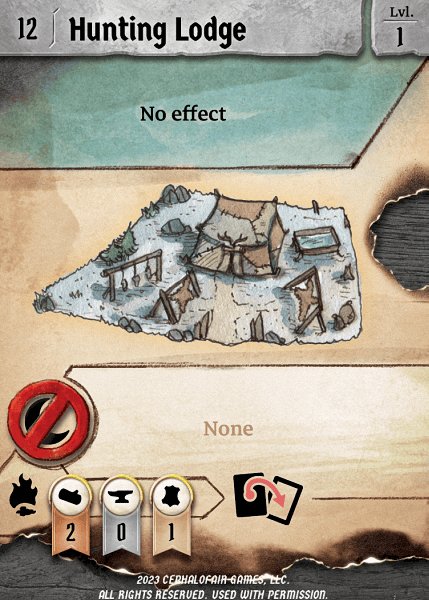 12 Hunting Lodge
Lvl.
1
No effect
None
2 0 1
2023 CEPHALOFAIR GAMES, LLC.
ALL RIGHTS RESERVED. USED WITH PERMISSION.